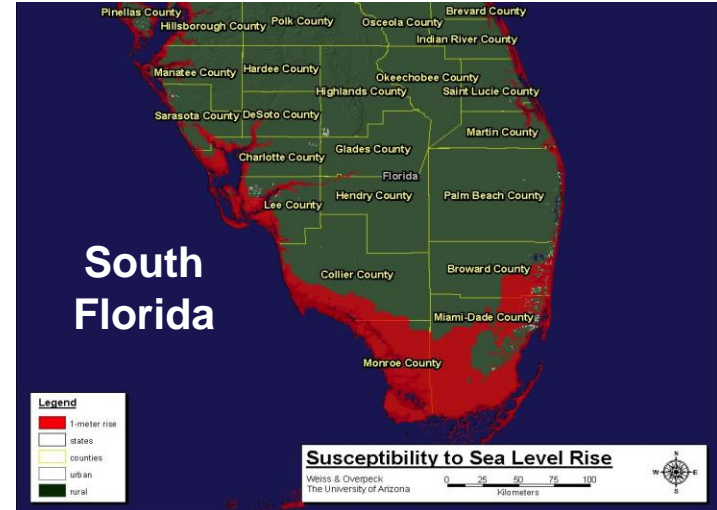 Pinellas County
Polk County
Brevard County
Osceola County
Hillsborough County
Indian River County
Manatee County
Hardee County
Okeechobee County
Highlands County
Saint Lucie County
Sarasota County
DeSoto County
Martin County
Glades County
Charlotte County
Florida
Hendry County
Palm Beach County
Lee County
South
Florida
Collier County
Broward County
Miami-Dade County
Monroe County
Legend
1-meter rise
states
counties
urban
rural
Susceptibility to Sea Level Rise
Weiss & Overpeck
The University of Arizona
0 25 50 75 100
Kilometers
N
W E
S